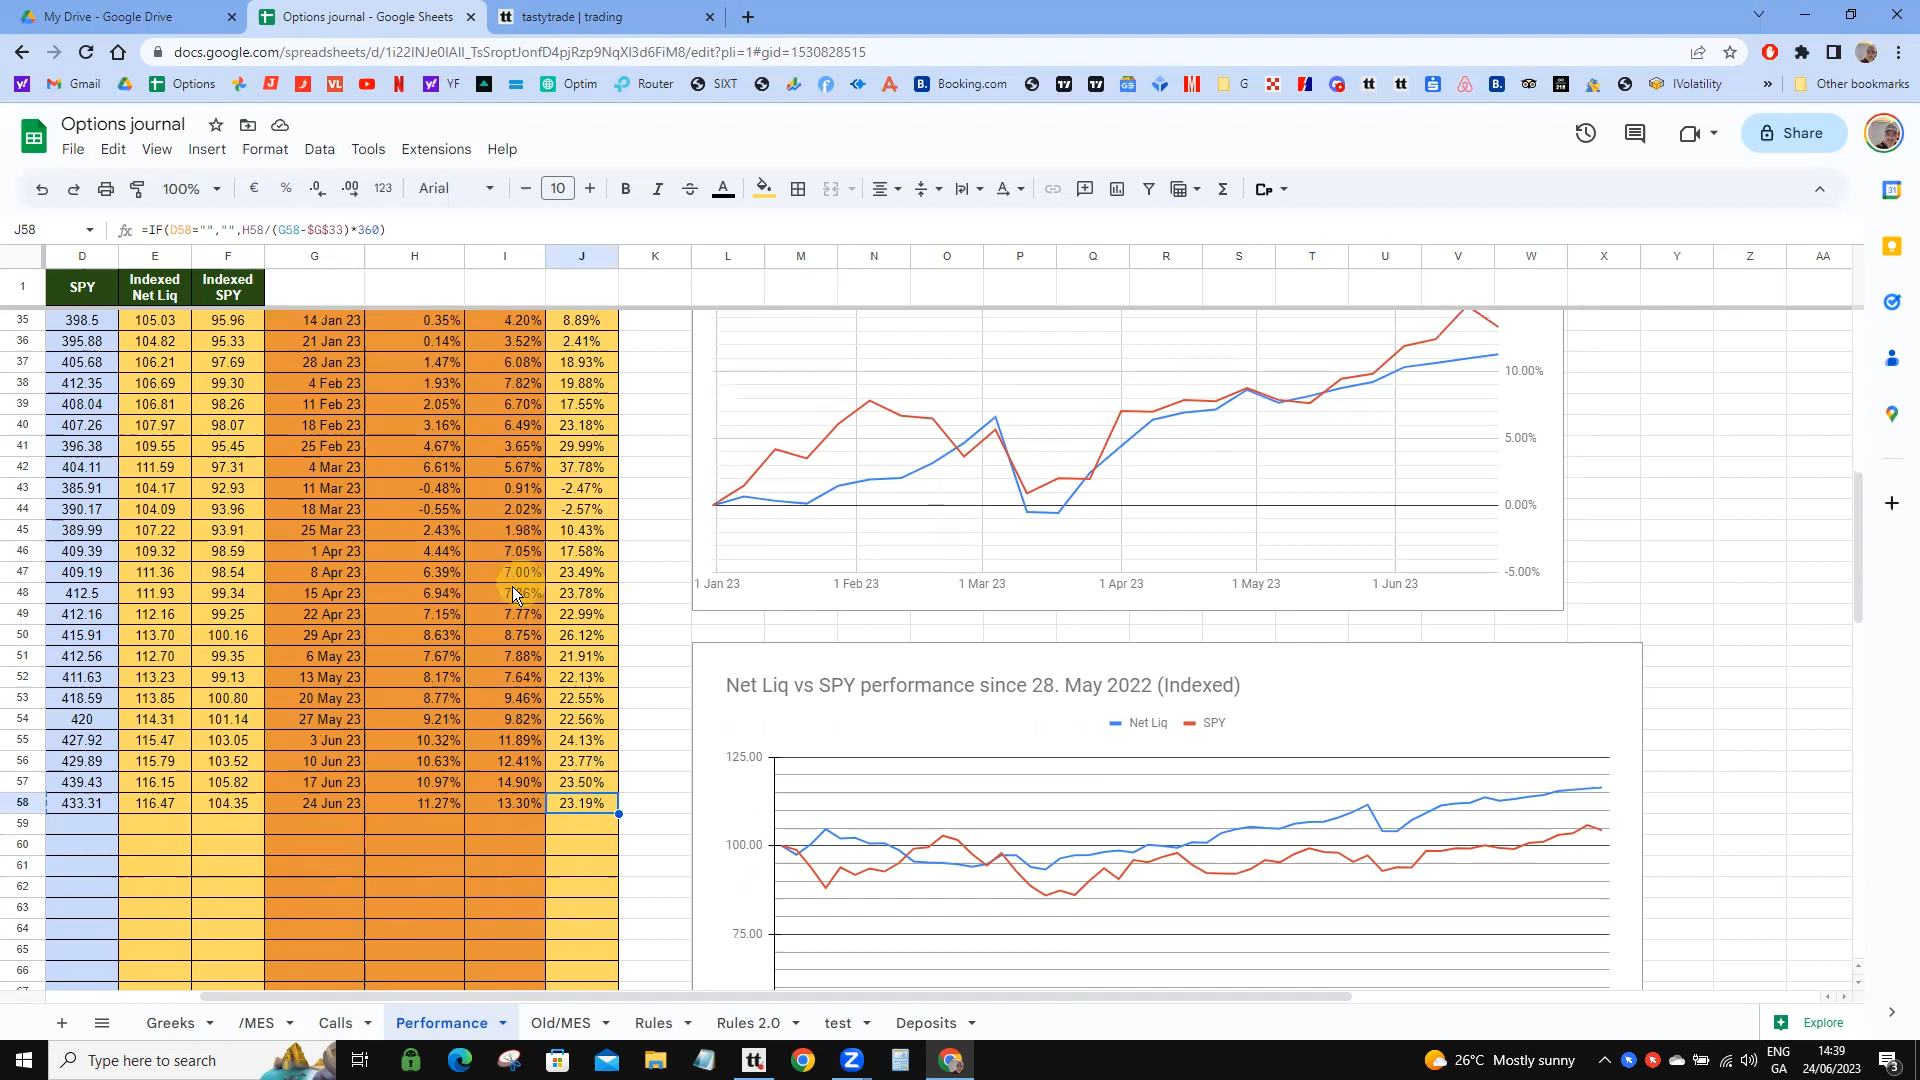 My Drive - Google Drive
Options journal - Google Sheets
tastytrade | trading
docs.google.com/spreadsheets/d/1i22INJe0IAIl_TsSroptJonfD4pjRzp9NqXl3d6FiM8/edit?pli=1#gid=1530828515
Gmail Options YF Optim Router SIXT Booking.com G IVolatility » Other bookmarks
Options journal
File Edit View Insert Format Data Tools Extensions Help
Share
100% € % .0 .00 123 Arial 10
J58 fx =IF(D58="","",H58/(G58-$G$33)*360)
D E F G H I J K L M N O P Q R S T U V W X Y Z AA
1 SPY Indexed Net Liq Indexed SPY
35 398.5 105.03 95.96 14 Jan 23 0.35% 4.20% 8.89%
36 395.88 104.82 95.33 21 Jan 23 0.14% 3.52% 2.41%
37 405.68 106.21 97.69 28 Jan 23 1.47% 6.08% 18.93%
38 412.35 106.69 99.30 4 Feb 23 1.93% 7.82% 19.88%
39 408.04 106.81 98.26 11 Feb 23 2.05% 6.70% 17.55%
40 407.26 107.97 98.07 18 Feb 23 3.16% 6.49% 23.18%
41 396.38 109.55 95.45 25 Feb 23 4.67% 3.65% 29.99%
42 404.11 111.59 97.31 4 Mar 23 6.61% 5.67% 37.78%
43 385.91 104.17 92.93 11 Mar 23 -0.48% 0.91% -2.47%
44 390.17 104.09 93.96 18 Mar 23 -0.55% 2.02% -2.57%
45 389.99 107.22 93.91 25 Mar 23 2.43% 1.98% 10.43%
46 409.39 109.32 98.59 1 Apr 23 4.44% 7.05% 17.58%
47 409.19 111.36 98.54 8 Apr 23 6.39% 7.00% 23.49%
48 412.5 111.93 99.34 15 Apr 23 6.94% 23.78%
49 412.16 112.16 99.25 22 Apr 23 7.15% 7.77% 22.99%
50 415.91 113.70 100.16 29 Apr 23 8.63% 8.75% 26.12%
51 412.56 112.70 99.35 6 May 23 7.67% 7.88% 21.91%
52 411.63 113.23 99.13 13 May 23 8.17% 7.64% 22.13%
53 418.59 113.85 100.80 20 May 23 8.77% 9.46% 22.55%
54 420 114.31 101.14 27 May 23 9.21% 9.82% 22.56%
55 427.92 115.47 103.05 3 Jun 23 10.32% 11.89% 24.13%
56 429.89 115.79 103.52 10 Jun 23 10.63% 12.41% 23.77%
57 439.43 116.15 105.82 17 Jun 23 10.97% 14.90% 23.50%
58 433.31 116.47 104.35 24 Jun 23 11.27% 13.30% 23.19%
59
60
61
62
63
64
65
66
10.00%
5.00%
0.00%
-5.00%
1 Jan 23 1 Feb 23 1 Mar 23 1 Apr 23 1 May 23 1 Jun 23
Net Liq vs SPY performance since 28. May 2022 (Indexed)
Net Liq SPY
125.00
100.00
75.00
Greeks /MES Calls Performance Old/MES Rules Rules 2.0 test Deposits
Explore
Type here to search
26°C Mostly sunny
ENG
GA
14:39
24/06/2023
3